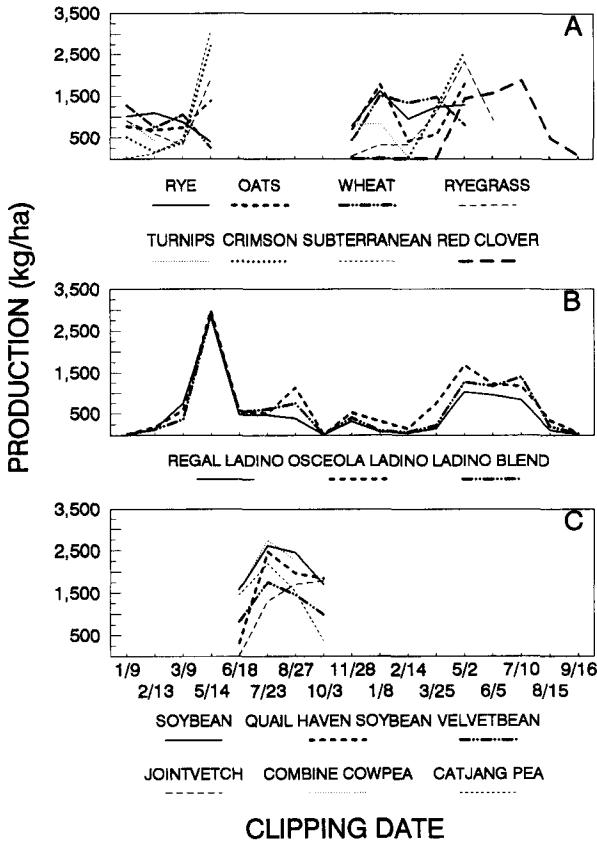 3,500
A
2,500
1,500
500
RYE OATS WHEAT RYEGRASS
TURNIPS CRIMSON SUBTERRANEAN RED CLOVER
PRODUCTION (kg/ha)
3,500
B
2,500
1,500
500
REGAL LADINO OSCEOLA LADINO LADINO BLEND
3,500
C
2,500
1,500
500
1/9 3/9 6/18 8/27 11/28 2/14 5/2 7/10 9/16
2/13 5/14 7/23 10/3 1/8 3/25 6/5 8/15
SOYBEAN QUAIL HAVEN SOYBEAN VELVETBEAN
JOINTVETCH COMBINE COWPEA CATJANG PEA
CLIPPING DATE